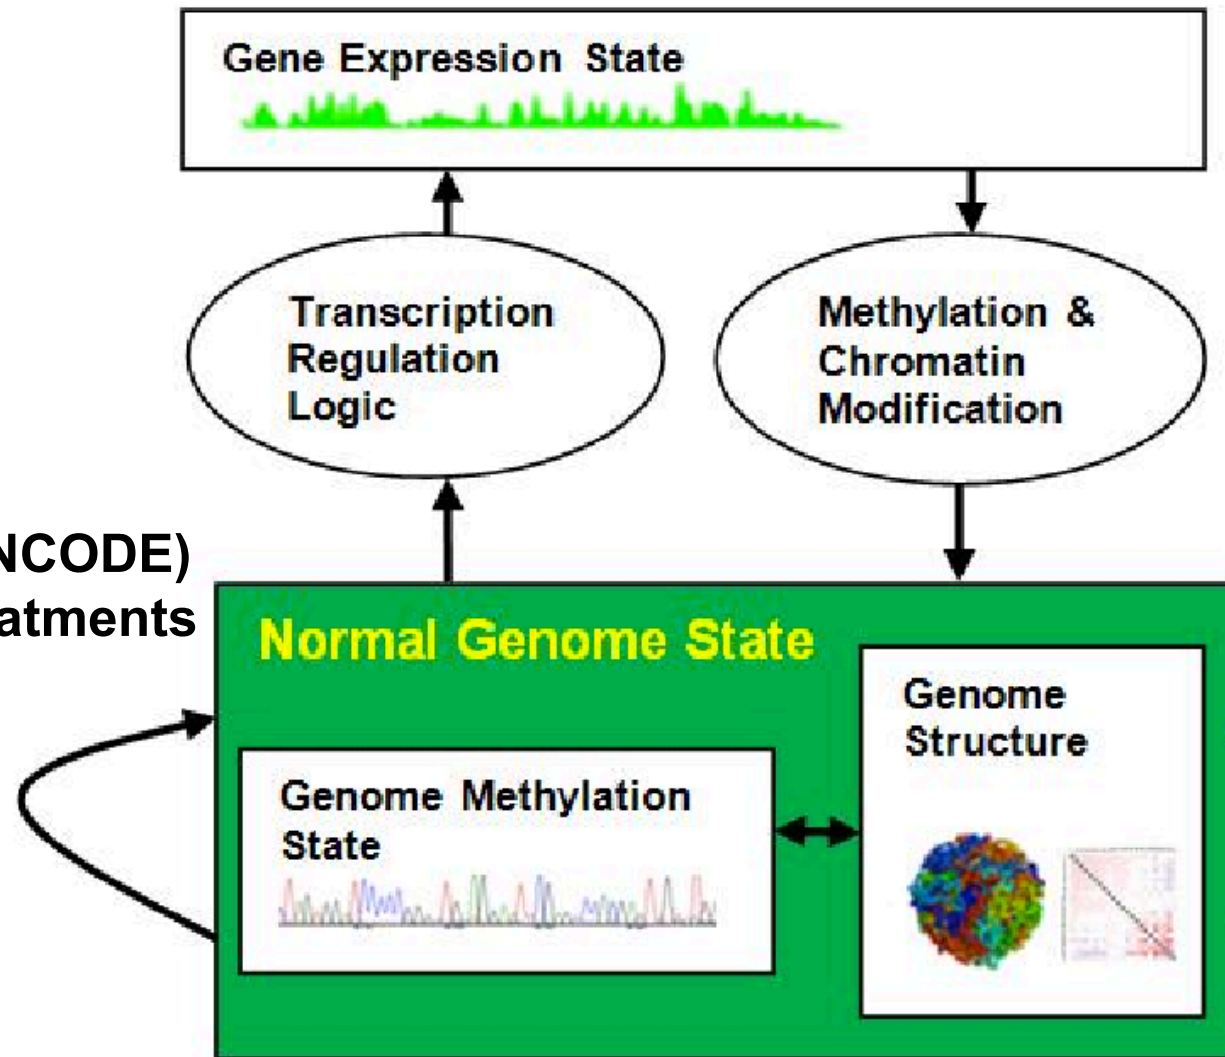 Gene Expression State
Transcription
Regulation
Logic
Methylation &
Chromatin
Modification
NCODE)
atments
Normal Genome State
Genome
Structure
Genome Methylation
State